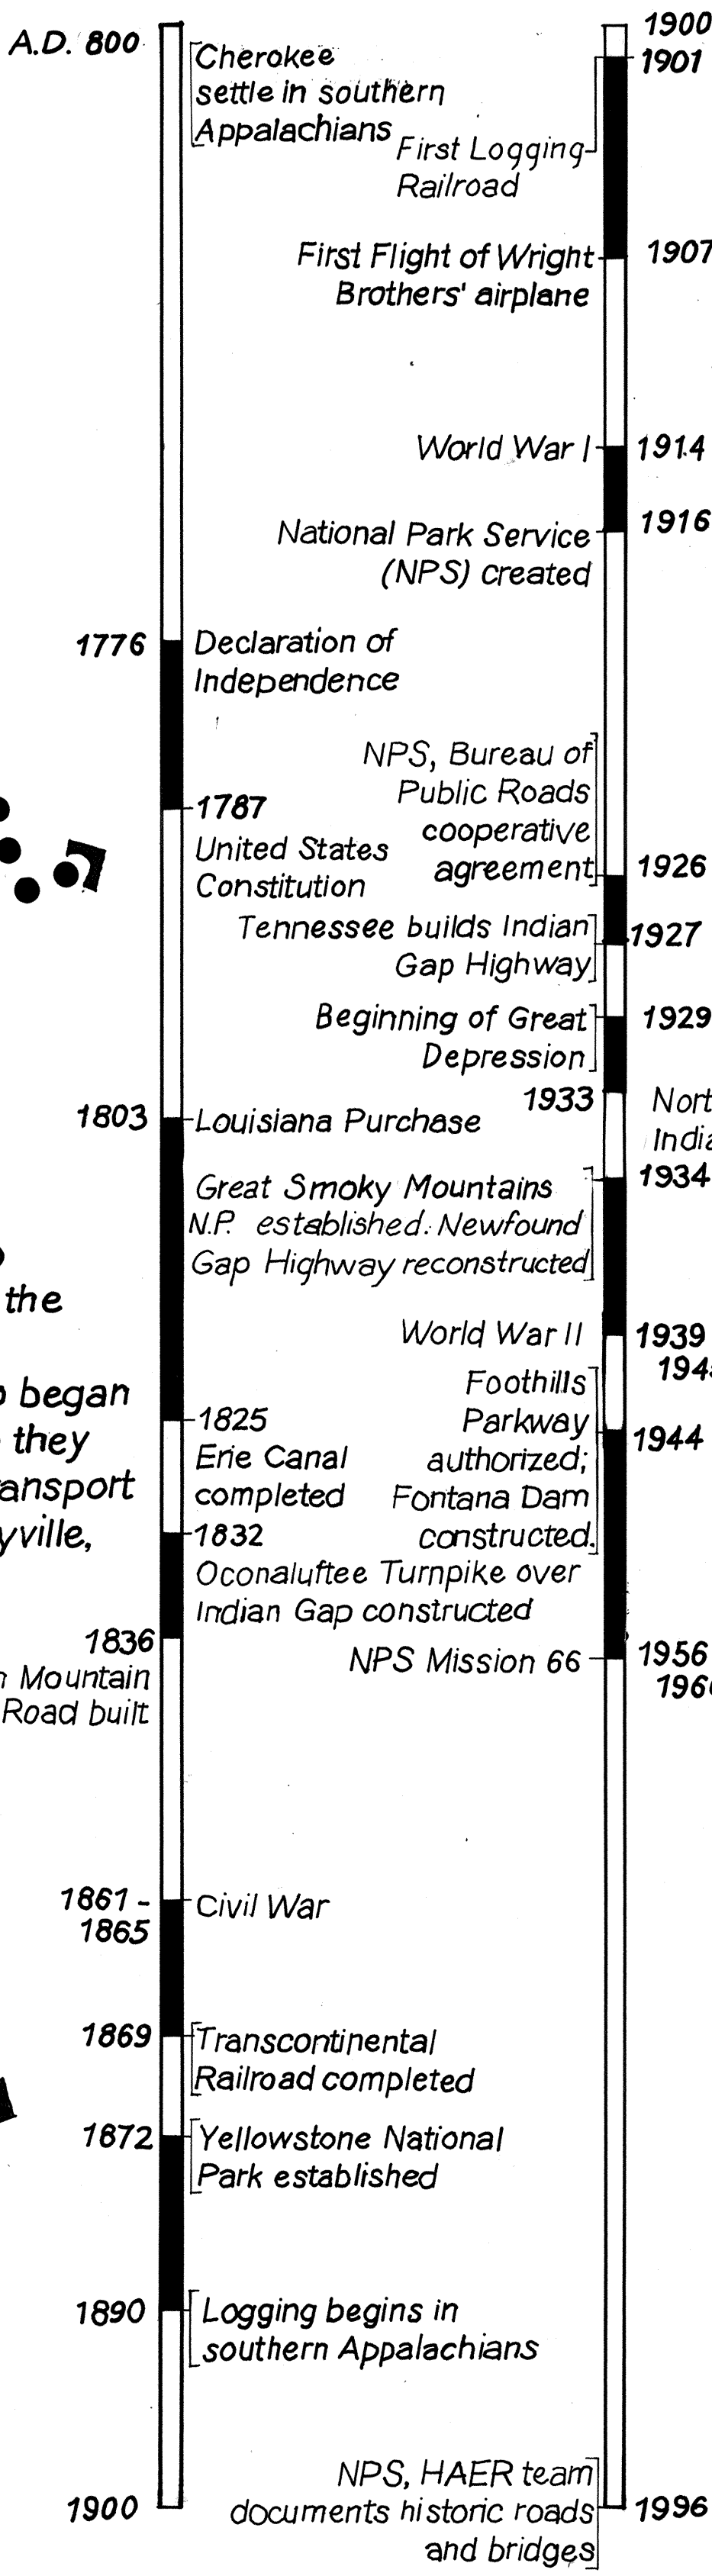 A.D. 800
Cherokee
settle in southern
Appalachians
1776
Declaration of
Independence
1787
United States
Constitution
1803
Louisiana Purchase
1825
Erie Canal
completed
1832
Oconaluftee Turnpike over
Indian Gap constructed
1836
Mountain
Road built
1861-
1865
Civil War
1869
Transcontinental
Railroad completed
1872
Yellowstone National
Park established
1890
Logging begins in
southern Appalachians
1900
the
began
they
1900
1901
First Logging
Railroad
1907
First Flight of Wright
Brothers' airplane
1914
World War I
1916
National Park Service
(NPS) created
NPS, Bureau of
Public Roads
cooperative
agreement
1926
Tennessee builds Indian
Gap Highway
1927
Beginning of Great
Depression
1929
1933
1934
Great Smoky Mountains
N.P. established. Newfound
Gap Highway reconstructed
World War II
1939
Foothills
Parkway
authorized;
Fontana Dam
constructed.
1944
NPS Mission 66
1956
NPS, HAER team
documents historic roads
and bridges
1996